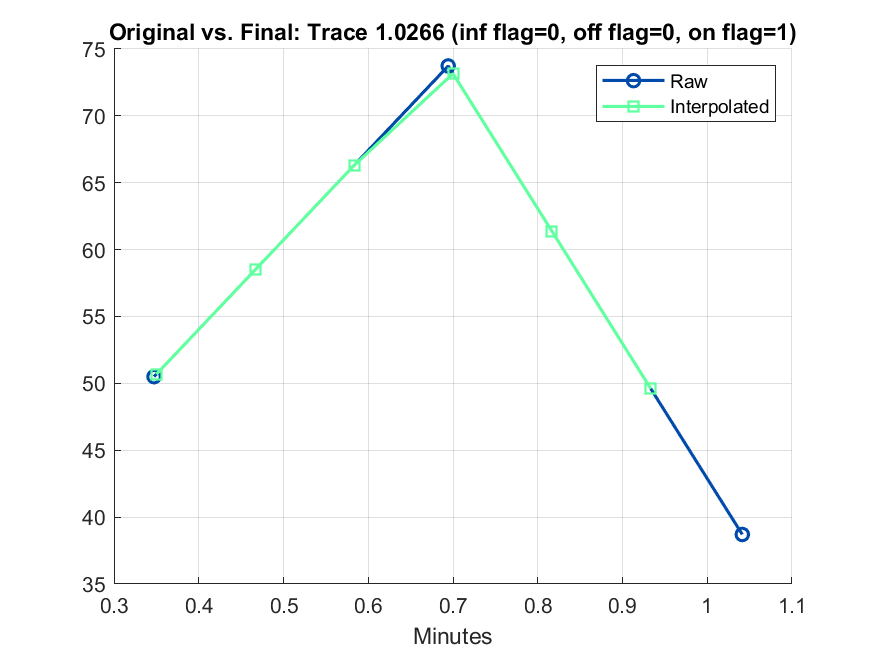 Original vs. Final: Trace 1.0266 (inf flag=0, off flag=0, on flag=1)
75
70
65
60
55
50
45
40
35
Raw
Interpolated
0.3 0.4 0.5 0.6 0.7 0.8 0.9 1 1.1
Minutes